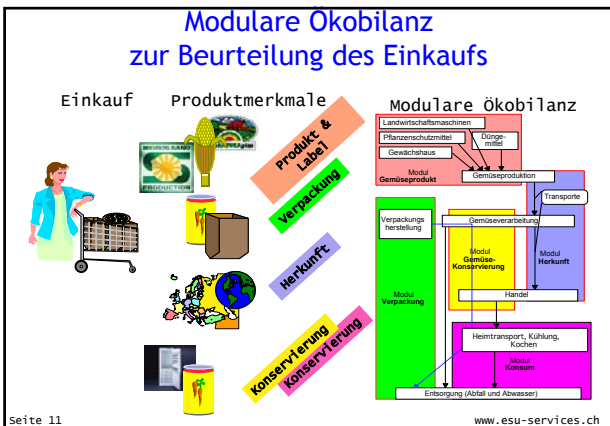 Modulare Ökobilanz
zur Beurteilung des Einkaufs
Einkauf
Produktmerkmale
Modulare Ökobilanz
PRODUCTION
Produkt &
Label
Verpackung
Herkunft
Konservierung
Konservierung
Landwirtschaftsmaschinen
Pflanzenschutzmittel
Dünge-
mittel
Gewächshaus
Modul
Gemüseprodukt
Gemüseproduktion
Transporte
Verpackungs
herstellung
Gemüseverarbeitung
Modul
Gemüse-
Konservierung
Modul
Herkunft
Modul
Verpackung
Handel
Heimtransport, Kühlung,
Kochen
Modul
Konsum
Entsorgung (Abfall und Abwasser)
Seite 11
www.esu-services.ch